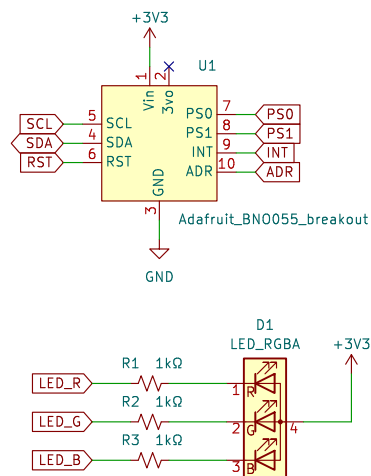 +3V3
U1
1
2
Vin
3vo
SCL 5 SCL
SDA 4 SDA
RST 6 RST
PS0 7 PS0
PS1 8 PS1
INT 9 INT
ADR 10 ADR
GND
3
Adafruit_BNO055_breakout
GND
D1
LED_RGBA
+3V3
R1 1kΩ
LED_R 1 R
R2 1kΩ
LED_G 2 G 4
R3 1kΩ
LED_B 3 B